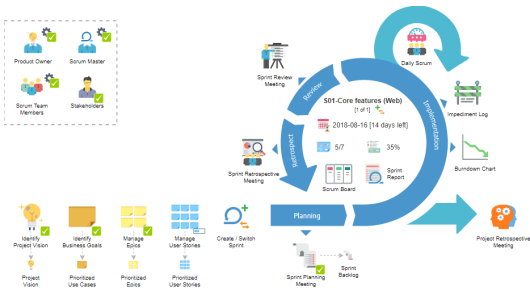 Product Owner
Scrum Master
Scrum Team
Members
Stakeholders
Sprint Review
Meeting
Daily Scrum
Review
S01-Core features (Web)
[1 of 1]
2018-08-16 [14 days left]
5/7
35%
Scrum Board
Sprint
Report
Implementation
Impediment Log
Burndown Chart
Retrospect
Sprint Retrospective
Meeting
Planning
Identify
Project Vision
Identify
Business Goals
Manage
Epics
Manage
User Stories
Create / Switch
Sprint
Project Retrospective
Meeting
Project
Vision
Prioritized
Use Cases
Prioritized
Epics
Prioritized
User Stories
Sprint Planning
Meeting
Sprint
Backlog